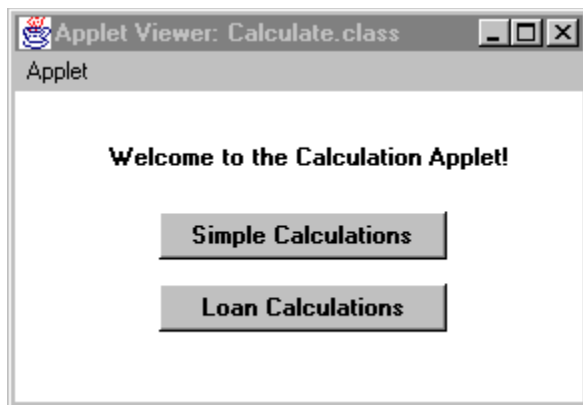 Applet Viewer: Calculate.class
Applet
Welcome to the Calculation Applet!
Simple Calculations
Loan Calculations